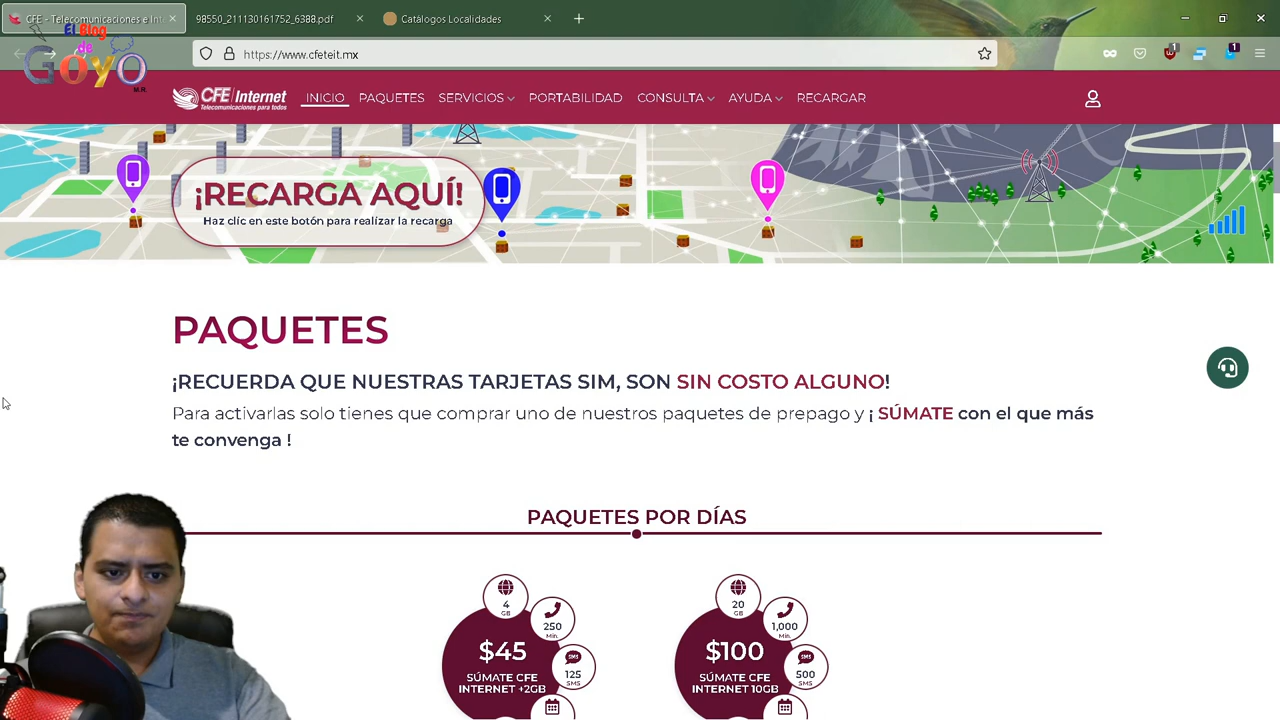 CFE - Telecomunicaciones e Int
98550_211130161752_6388.pdf
Catálogos Localidades
https://www.cfeteit.mx
1
1
El Blog
de
Goyo
M.R.
CFE Internet
Telecomunicaciones para todos
INICIO
PAQUETES
SERVICIOS
PORTABILIDAD
CONSULTA
AYUDA
RECARGAR
¡RECARGA AQUÍ!
Haz clíc en este botón para realizar la recarga
PAQUETES
¡RECUERDA QUE NUESTRAS TARJETAS SIM, SON SIN COSTO ALGUNO!
Para activarlas solo tienes que comprar uno de nuestros paquetes de prepago y ¡ SÚMATE con el que más
te convenga !
PAQUETES POR DÍAS
4
GB
250
Min.
$45
125
SMS
SÚMATE CFE
INTERNET +2GB
20
GB
1,000
Min.
$100
500
SMS
SÚMATE CFE
INTERNET 10GB